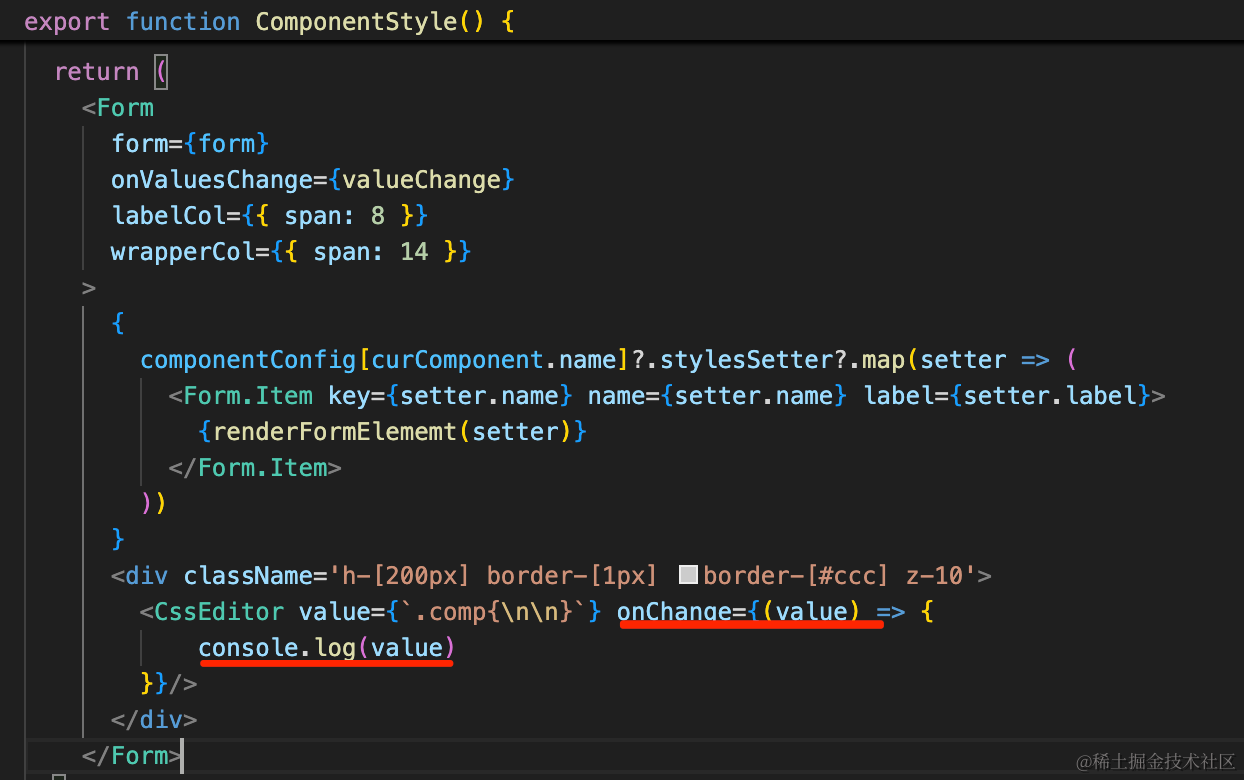 export function ComponentStyle() {
return (
<Form
form={form}
onValuesChange={valueChange}
labelCol={{ span: 8 }}
wrapperCol={{ span: 14 }}
>
{
componentConfig[curComponent.name]?.stylesSetter?.map(setter => (
<Form.Item key={setter.name} name={setter.name} label={setter.label}>
{renderFormElememt(setter)}
</Form.Item>
))
}
<div className='h-[200px] border-[1px] border-[#ccc] z-10'>
<CssEditor value={`.comp{\n\n}`} onChange={(value) => {
console.log(value)
}}/>
</div>
</Form>
@稀土掘金技术社区